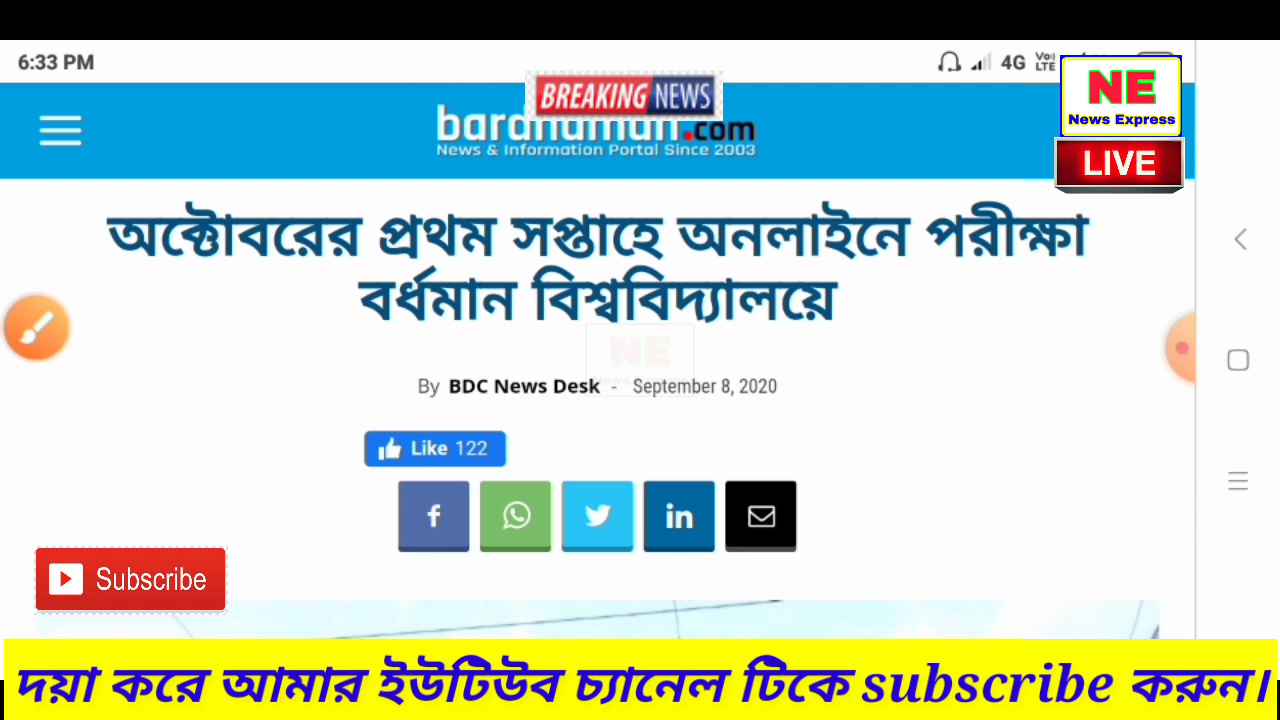 6:33 PM
4G
VoLTE
BREAKING NEWS
NE
News Express
LIVE
bardhaman.com
News & Information Portal Since 2003
অক্টোবরের প্রথম সপ্তাহে অনলাইনে পরীক্ষা
বর্ধমান বিশ্ববিদ্যালয়ে
NE
By BDC News Desk - September 8, 2020
Like 122
Subscribe
দয়া করে আমার ইউটিউব চ্যানেল টিকে subscribe করুন।